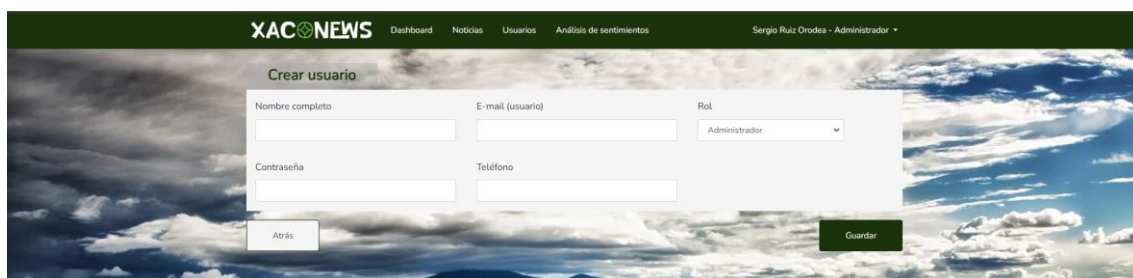 XACONEWS Dashboard Noticias Usuarios Análisis de sentimientos Sergio Ruiz Orodea - Administrador
Crear usuario
Nombre completo E-mail (usuario) Rol
Administrador
Contraseña Teléfono
Atrás Guardar